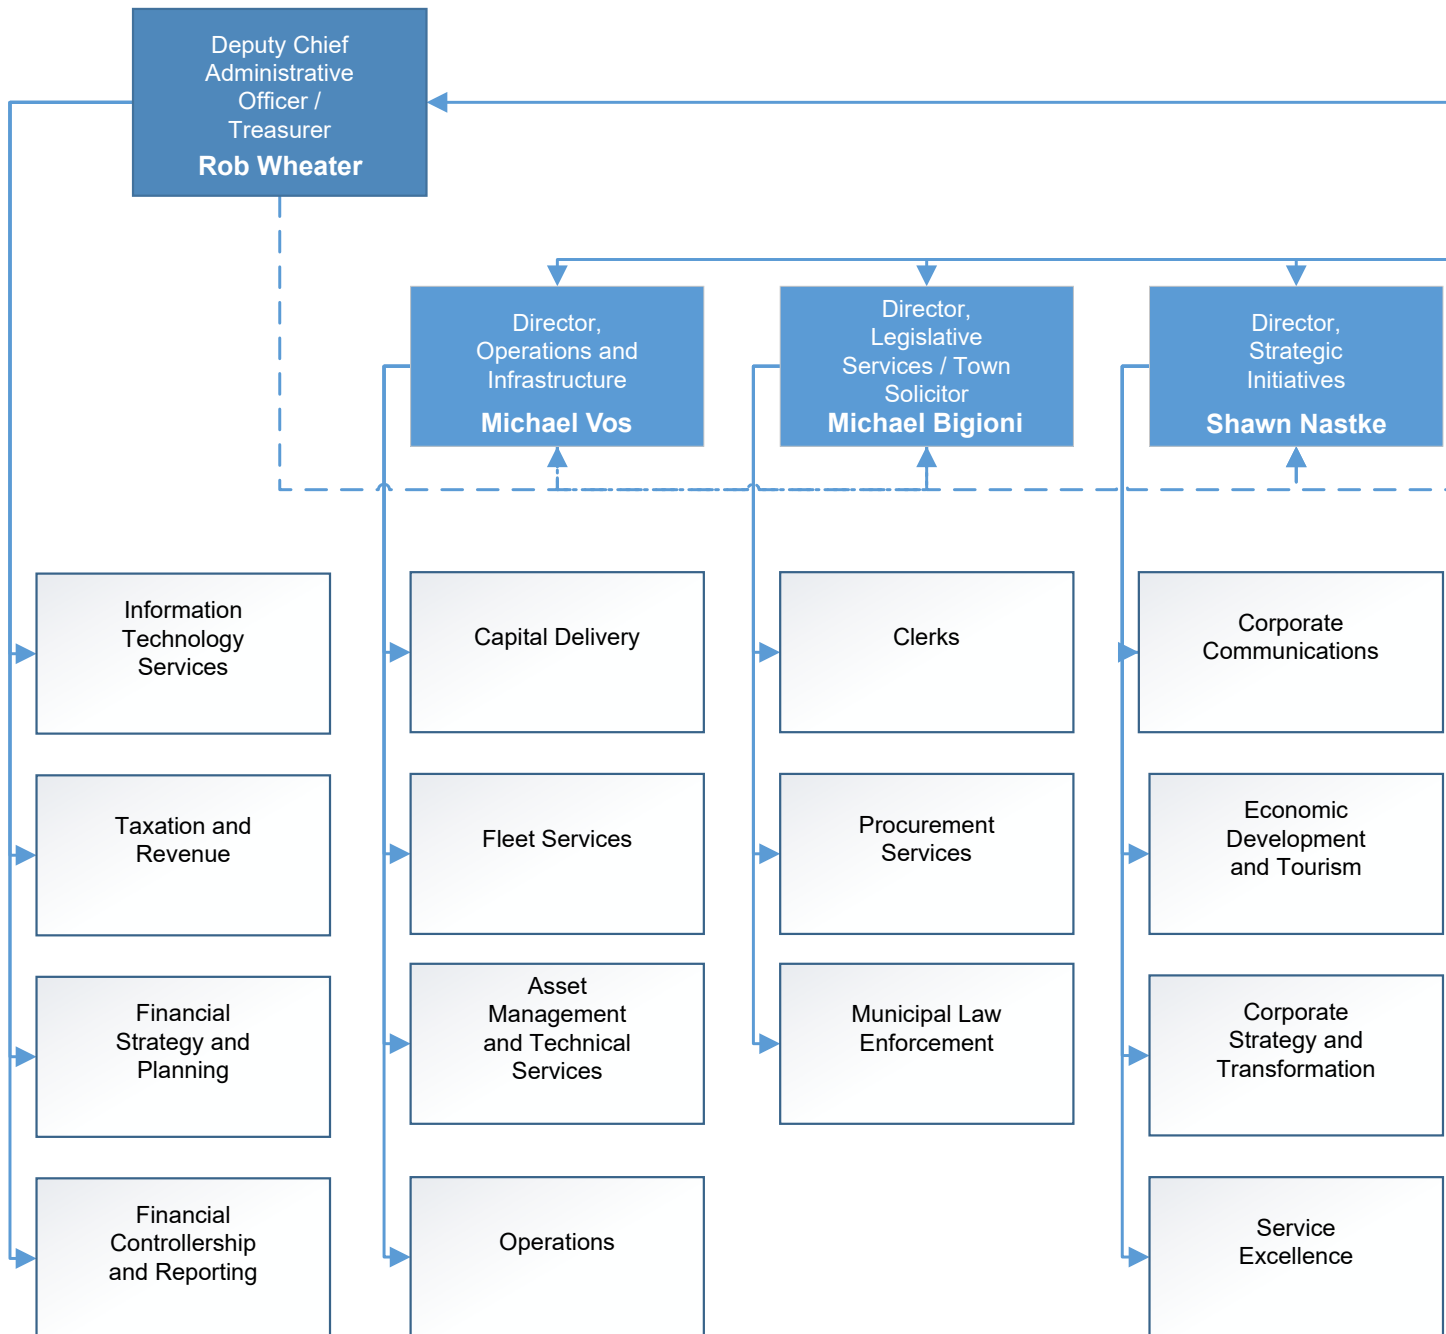 Deputy Chief
Administrative
Officer /
Treasurer
Rob Wheater
Director,
Operations and
Infrastructure
Michael Vos
Director,
Legislative
Services / Town
Solicitor
Michael Bigioni
Director,
Strategic
Initiatives
Shawn Nastke
Information
Technology
Services
Capital Delivery
Clerks
Corporate
Communications
Taxation and
Revenue
Fleet Services
Procurement
Services
Economic
Development
and Tourism
Financial
Strategy and
Planning
Asset
Management
and Technical
Services
Municipal Law
Enforcement
Corporate
Strategy and
Transformation
Financial
Controllership
and Reporting
Operations
Service
Excellence